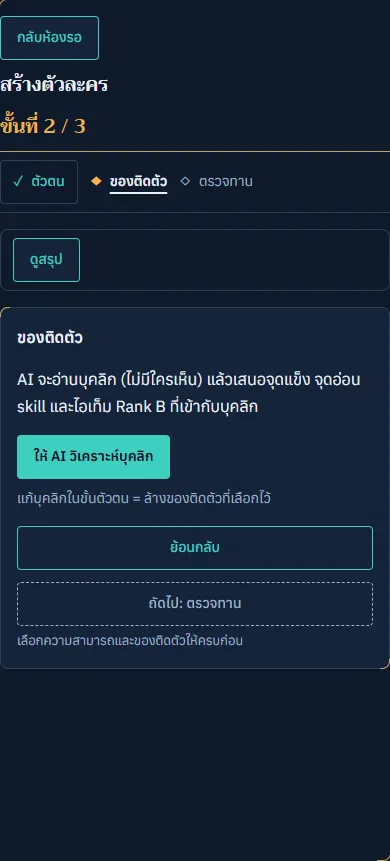 กลับห้องรอ
สร้างตัวละคร
ขั้นที่ 2 / 3
✓ ตัวตน ◆ ของติดตัว ◇ ตรวจทาน
ดูสรุป
ของติดตัว
AI จะอ่านบุคลิก (ไม่มีใครเห็น) แล้วเสนอจุดแข็ง จุดอ่อน
skill และไอเท็ม Rank B ที่เข้ากับบุคลิก
ให้ AI วิเคราะห์บุคลิก
แก้บุคลิกในขั้นตัวตน = ล้างของติดตัวที่เลือกไว้
ย้อนกลับ
ถัดไป: ตรวจทาน
เลือกความสามารถและของติดตัวให้ครบก่อน